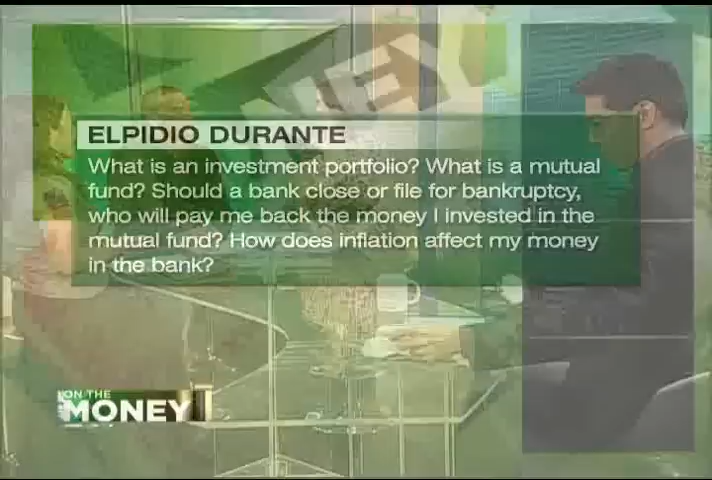 NEY
ELPIDIO DURANTE
What is an investment portfolio? What is a mutual
fund? Should a bank close or file for bankruptcy,
who will pay me back the money I invested in the
mutual fund? How does inflation affect my money
in the bank?
ON THE
MONEY